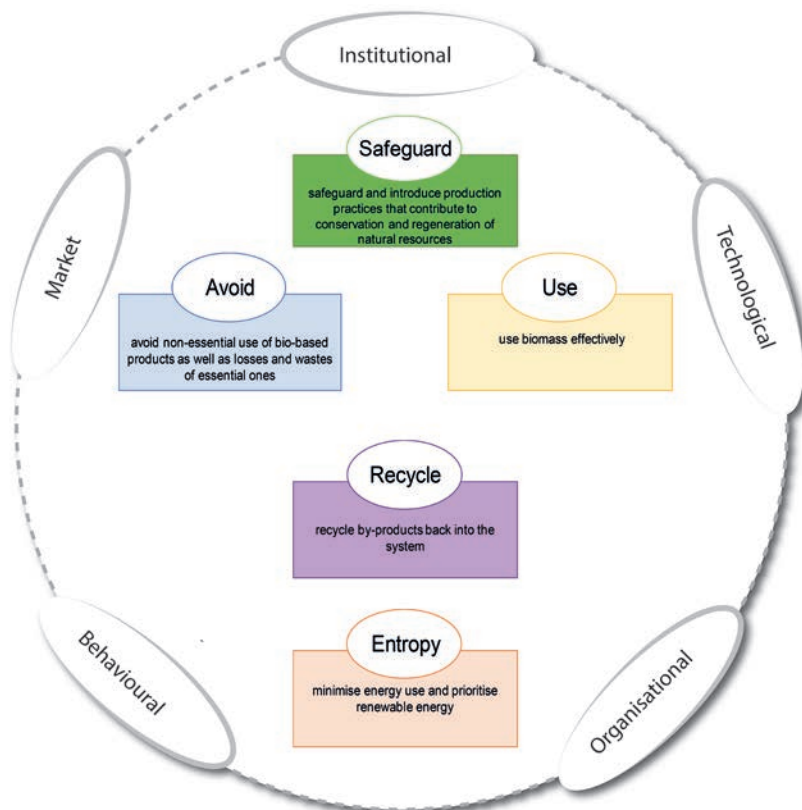 Institutional
Safeguard
safeguard and introduce production
practices that contribute to
conservation and regeneration of
natural resources
Market
Technological
Avoid
avoid non-essential use of bio-based
products as well as losses and wastes
of essential ones
Use
use biomass effectively
Recycle
recycle by-products back into the
system
Behavioural
Entropy
minimise energy use and prioritise
renewable energy
Organisational